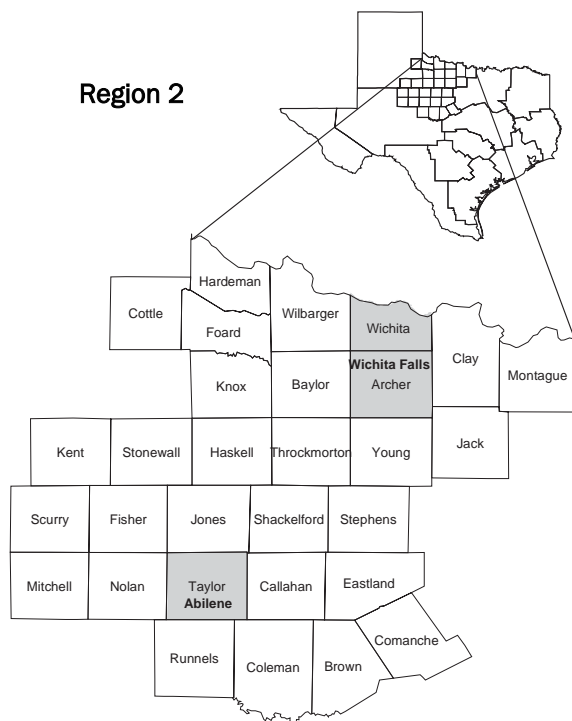 Region 2
Hardeman
Cottle
Wilbarger
Wichita
Foard
Clay
Wichita Falls
Montague
Knox
Baylor
Archer
Kent
Stonewall
Haskell
Throckmorton
Young
Jack
Scurry
Fisher
Jones
Shackelford
Stephens
Mitchell
Nolan
Taylor
Abilene
Callahan
Eastland
Comanche
Runnels
Coleman
Brown